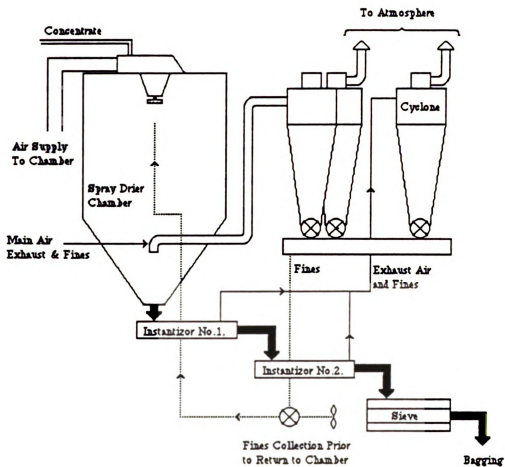 To Atmosphere
Concentrate
Cyclone
Air Supply
To Chamber
Spray Drier
Chamber
Main Air
Exhaust & Fines
Fines
Exhaust Air
and Fines
Instantizor No.1.
Instantizor No.2.
Sieve
Fines Collection Prior
to Return to Chamber
Bagging